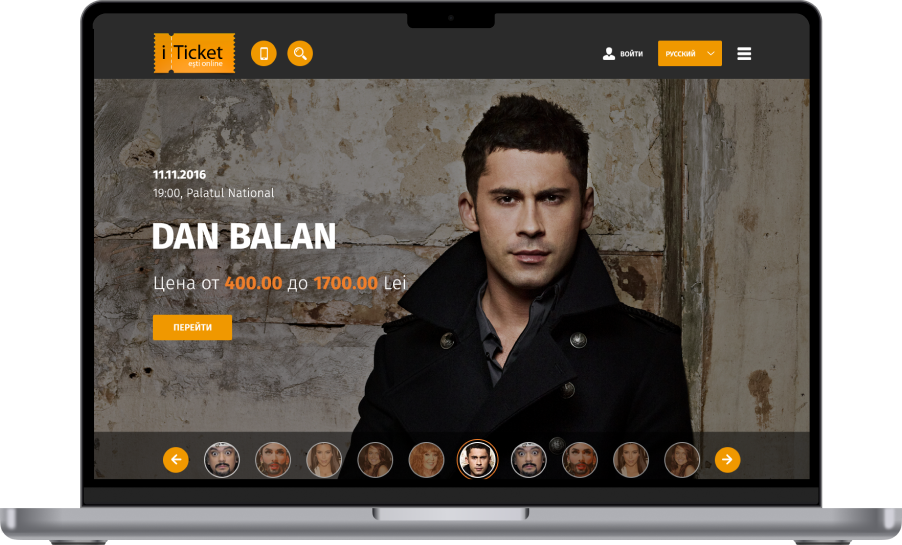 i Ticket
ești online
ВОЙТИ
РУССКИЙ
11.11.2016
19:00, Palatul National
DAN BALAN
Цена от 400.00 до 1700.00 Lei
ПЕРЕЙТИ